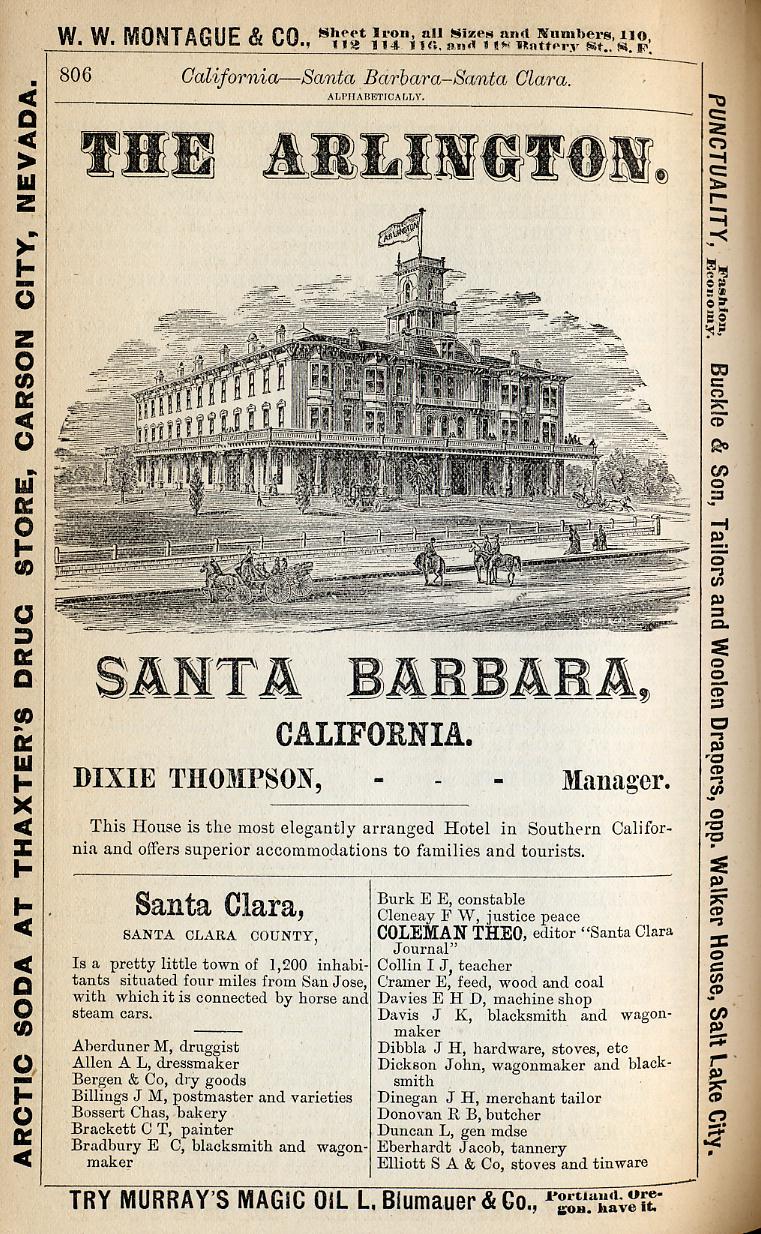 W. W. MONTAGUE & CO., Sheet Iron, all Sizes and Numbers, 110,
112 114 116, and 118 Battery St., S. F.
806 California—Santa Barbara–Santa Clara.
ALPHABETICALLY.
THE ARLINGTON.
ARLINGTON
SANTA BARBARA,
CALIFORNIA.
DIXIE THOMPSON, - - - Manager.
This House is the most elegantly arranged Hotel in Southern Califor-
nia and offers superior accommodations to families and tourists.
Santa Clara,
SANTA CLARA COUNTY,
Is a pretty little town of 1,200 inhabi-
tants situated four miles from San Jose,
with which it is connected by horse and
steam cars.
Aberduner M, druggist
Allen A L, dressmaker
Bergen & Co, dry goods
Billings J M, postmaster and varieties
Bossert Chas, bakery
Brackett C T, painter
Bradbury E C, blacksmith and wagon-
maker
Burk E E, constable
Cleneay F W, justice peace
COLEMAN THEO, editor "Santa Clara
Journal"
Collin I J, teacher
Cramer E, feed, wood and coal
Davies E H D, machine shop
Davis J K, blacksmith and wagon-
maker
Dibbla J H, hardware, stoves, etc
Dickson John, wagonmaker and black-
smith
Dinegan J H, merchant tailor
Donovan R B, butcher
Duncan L, gen mdse
Eberhardt Jacob, tannery
Elliott S A & Co, stoves and tinware
TRY MURRAY'S MAGIC OIL L. Blumauer & Co., Portland, Ore-
gon. have it.
ARCTIC SODA AT THAXTER'S DRUG STORE, CARSON CITY, NEVADA.
PUNCTUALITY, Fashion, Economy. Buckle & Son, Tailors and Woolen Drapers, opp. Walker House, Salt Lake City.